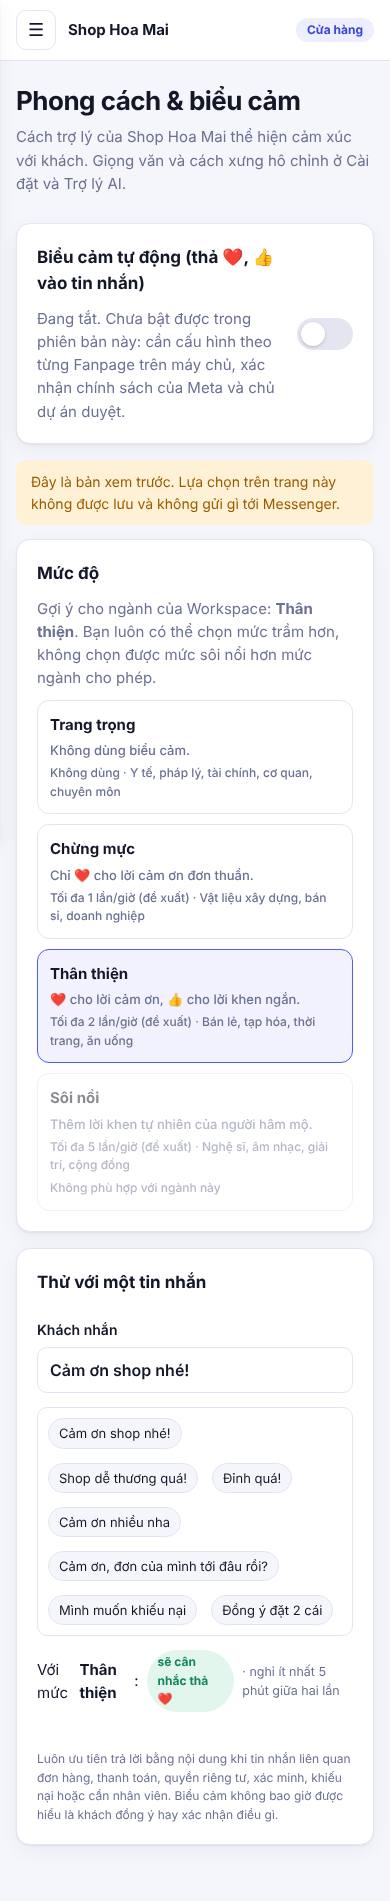 ☰ Shop Hoa Mai Cửa hàng
Phong cách & biểu cảm
Cách trợ lý của Shop Hoa Mai thể hiện cảm xúc
với khách. Giọng văn và cách xưng hô chỉnh ở Cài
đặt và Trợ lý AI.
Biểu cảm tự động (thả ❤️, 👍
vào tin nhắn)
Đang tắt. Chưa bật được trong
phiên bản này: cần cấu hình theo
từng Fanpage trên máy chủ, xác
nhận chính sách của Meta và chủ
dự án duyệt.
Đây là bản xem trước. Lựa chọn trên trang này
không được lưu và không gửi gì tới Messenger.
Mức độ
Gợi ý cho ngành của Workspace: Thân
thiện. Bạn luôn có thể chọn mức trầm hơn,
không chọn được mức sôi nổi hơn mức
ngành cho phép.
Trang trọng
Không dùng biểu cảm.
Không dùng · Y tế, pháp lý, tài chính, cơ quan,
chuyên môn
Chừng mực
Chỉ ❤️ cho lời cảm ơn đơn thuần.
Tối đa 1 lần/giờ (đề xuất) · Vật liệu xây dựng, bán
sỉ, doanh nghiệp
Thân thiện
❤️ cho lời cảm ơn, 👍 cho lời khen ngắn.
Tối đa 2 lần/giờ (đề xuất) · Bán lẻ, tạp hóa, thời
trang, ăn uống
Sôi nổi
Thêm lời khen tự nhiên của người hâm mộ.
Tối đa 5 lần/giờ (đề xuất) · Nghệ sĩ, âm nhạc, giải
trí, cộng đồng
Không phù hợp với ngành này
Thử với một tin nhắn
Khách nhắn
Cảm ơn shop nhé!
Cảm ơn shop nhé!
Shop dễ thương quá! Đỉnh quá!
Cảm ơn nhiều nha
Cảm ơn, đơn của mình tới đâu rồi?
Mình muốn khiếu nại Đồng ý đặt 2 cái
Với mức Thân thiện : sẽ cân nhắc thả ❤️ · nghỉ ít nhất 5 phút giữa hai lần
Luôn ưu tiên trả lời bằng nội dung khi tin nhắn liên quan
đơn hàng, thanh toán, quyền riêng tư, xác minh, khiếu
nại hoặc cần nhân viên. Biểu cảm không bao giờ được
hiểu là khách đồng ý hay xác nhận điều gì.